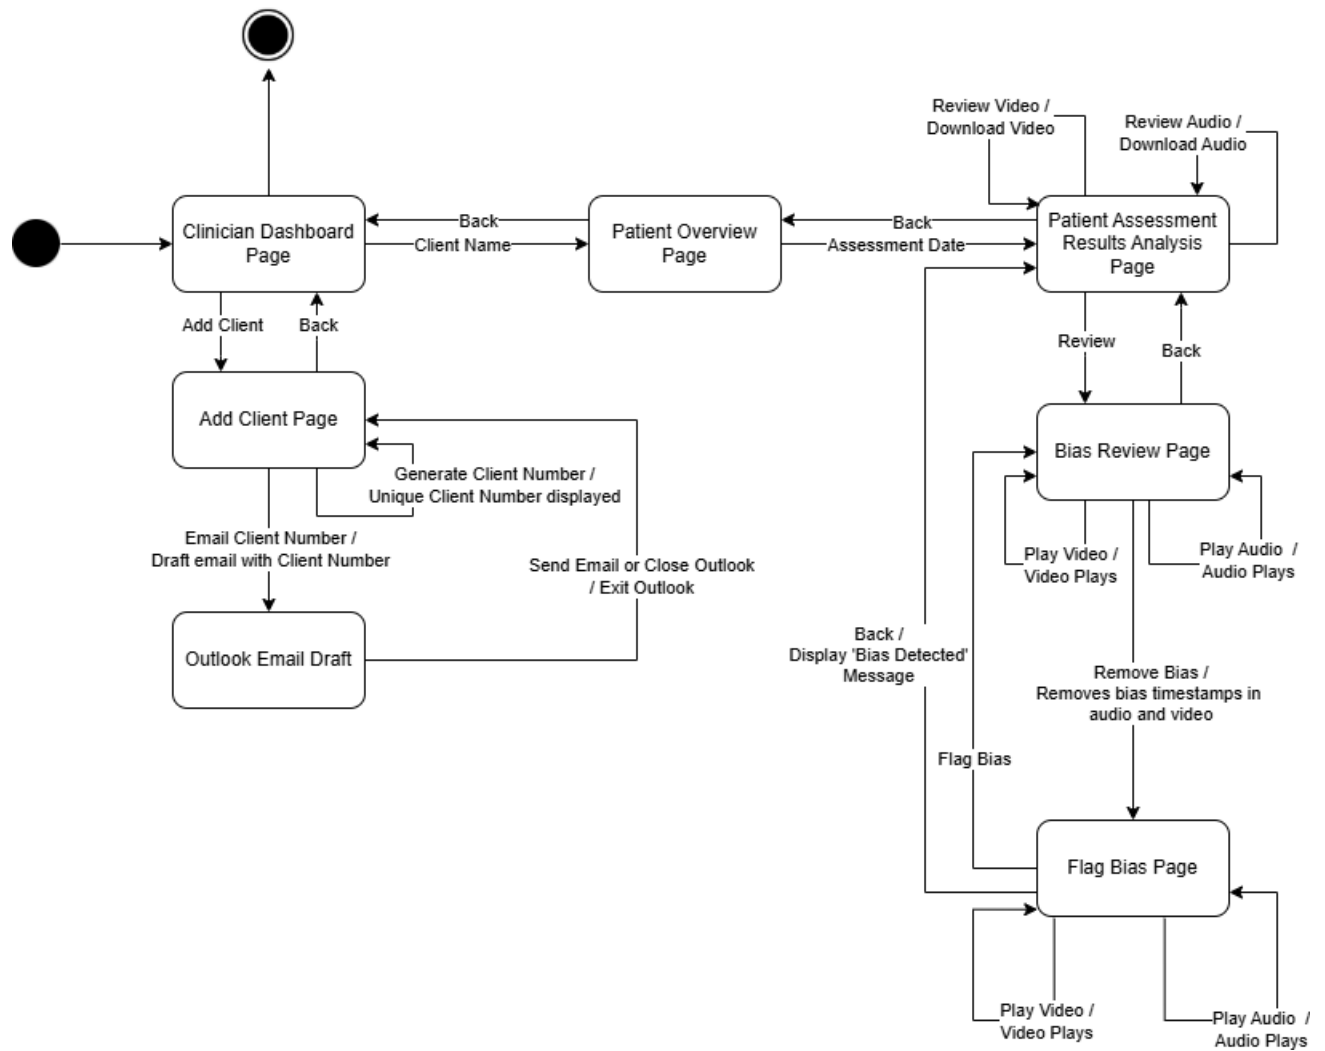 Review Video /
Download Video
Review Audio /
Download Audio
Clinician Dashboard
Page
Back
Client Name
Patient Overview
Page
Back
Assessment Date
Patient Assessment
Results Analysis
Page
Add Client
Back
Review
Back
Add Client Page
Generate Client Number /
Unique Client Number displayed
Bias Review Page
Email Client Number /
Draft email with Client Number
Send Email or Close Outlook
/ Exit Outlook
Play Video /
Video Plays
Play Audio /
Audio Plays
Outlook Email Draft
Back /
Display 'Bias Detected'
Message
Remove Bias /
Removes bias timestamps in
audio and video
Flag Bias
Flag Bias Page
Play Video /
Video Plays
Play Audio /
Audio Plays